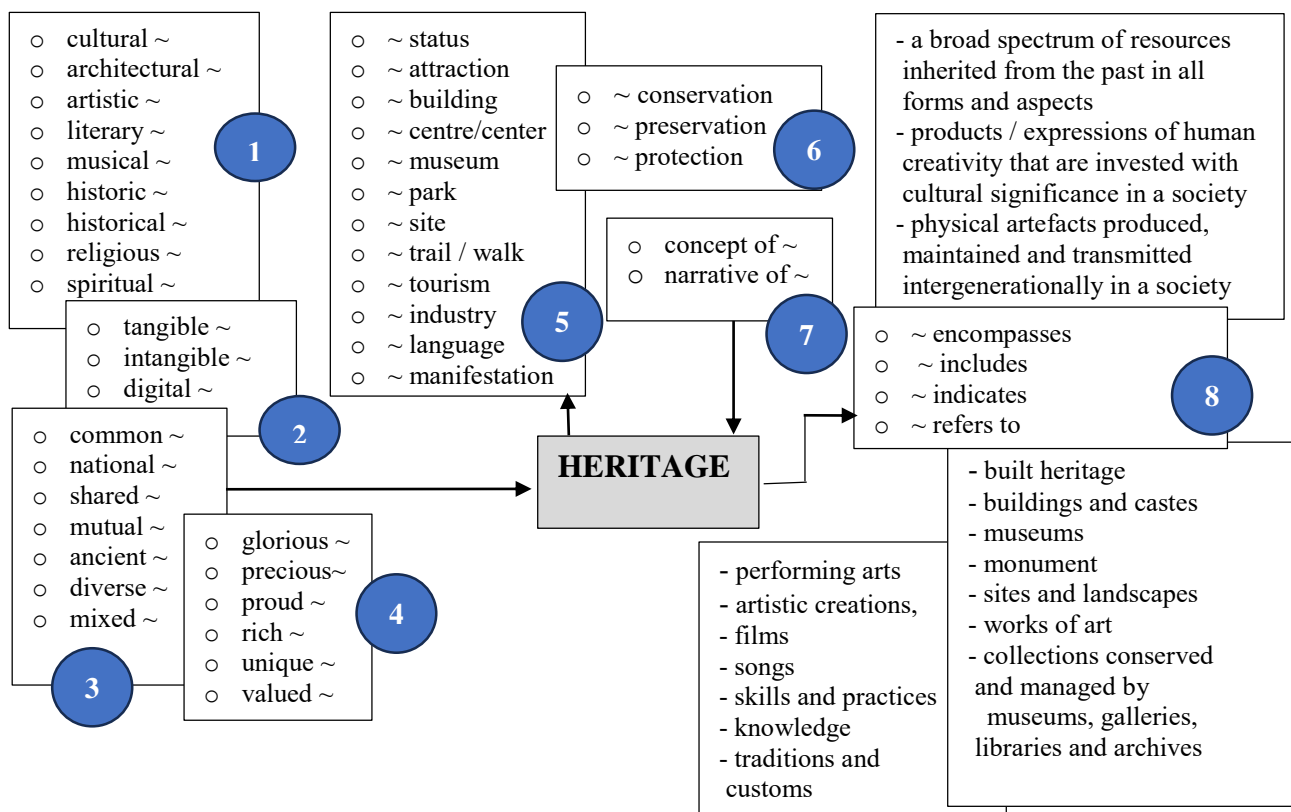 ○ cultural ~
○ architectural ~
○ artistic ~
○ literary ~
○ musical ~
○ historic ~
○ historical ~
○ religious ~
○ spiritual ~
1
○ tangible ~
○ intangible ~
○ digital ~
2
○ common ~
○ national ~
○ shared ~
○ mutual ~
○ ancient ~
○ diverse ~
○ mixed ~
3
○ glorious ~
○ precious~
○ proud ~
○ rich ~
○ unique ~
○ valued ~
4
○ ~ status
○ ~ attraction
○ ~ building
○ ~ centre/center
○ ~ museum
○ ~ park
○ ~ site
○ ~ trail / walk
○ ~ tourism
○ ~ industry
○ ~ language
○ ~ manifestation
5
○ ~ conservation
○ ~ preservation
○ ~ protection
6
○ concept of ~
○ narrative of ~
7
HERITAGE
- a broad spectrum of resources
inherited from the past in all
forms and aspects
- products / expressions of human
creativity that are invested with
cultural significance in a society
- physical artefacts produced,
maintained and transmitted
intergenerationally in a society
○ ~ encompasses
○ ~ includes
○ ~ indicates
○ ~ refers to
8
- performing arts
- artistic creations,
- films
- songs
- skills and practices
- knowledge
- traditions and
customs
- built heritage
- buildings and castes
- museums
- monument
- sites and landscapes
- works of art
- collections conserved
and managed by
museums, galleries,
libraries and archives